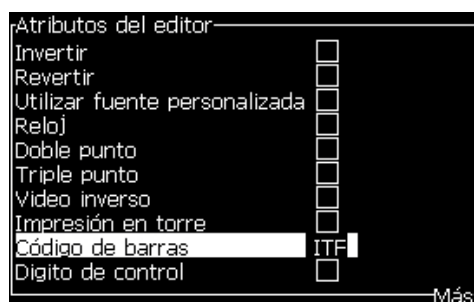 Atributos del editor
Invertir
Revertir
Utilizar fuente personalizada
Reloj
Doble punto
Triple punto
Video inverso
Impresión en torre
Código de barras ITF
Digito de control
Más